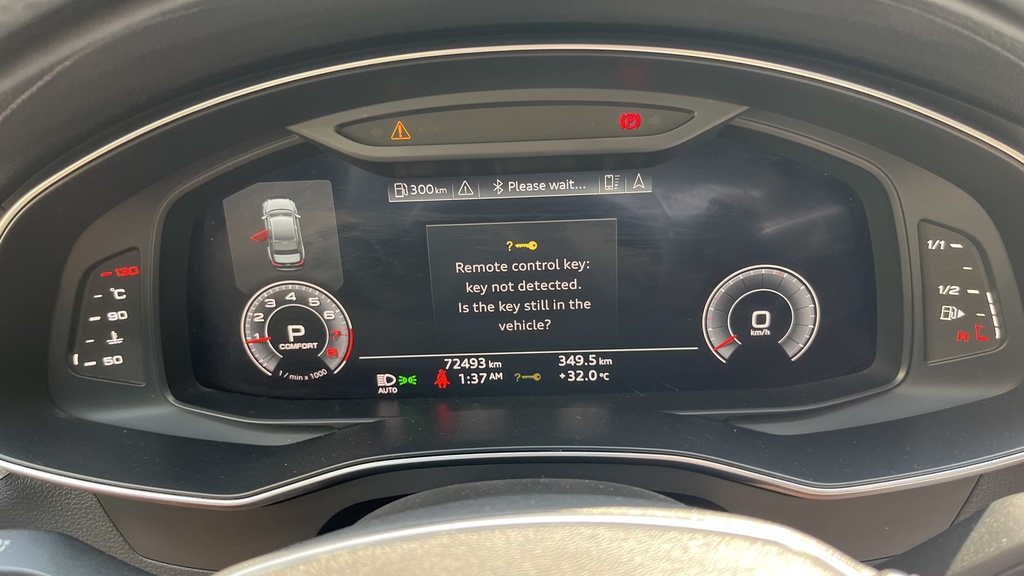 300km Please wait...
Remote control key:
key not detected.
Is the key still in the
vehicle?
130
°C
90
50
1/1
1/2
R
3 4 5
2 6
1 7
8
P
COMFORT
1 / min x 1000
0
km/h
72493 km 349.5 km
AUTO 1:37 AM +32.0 °C